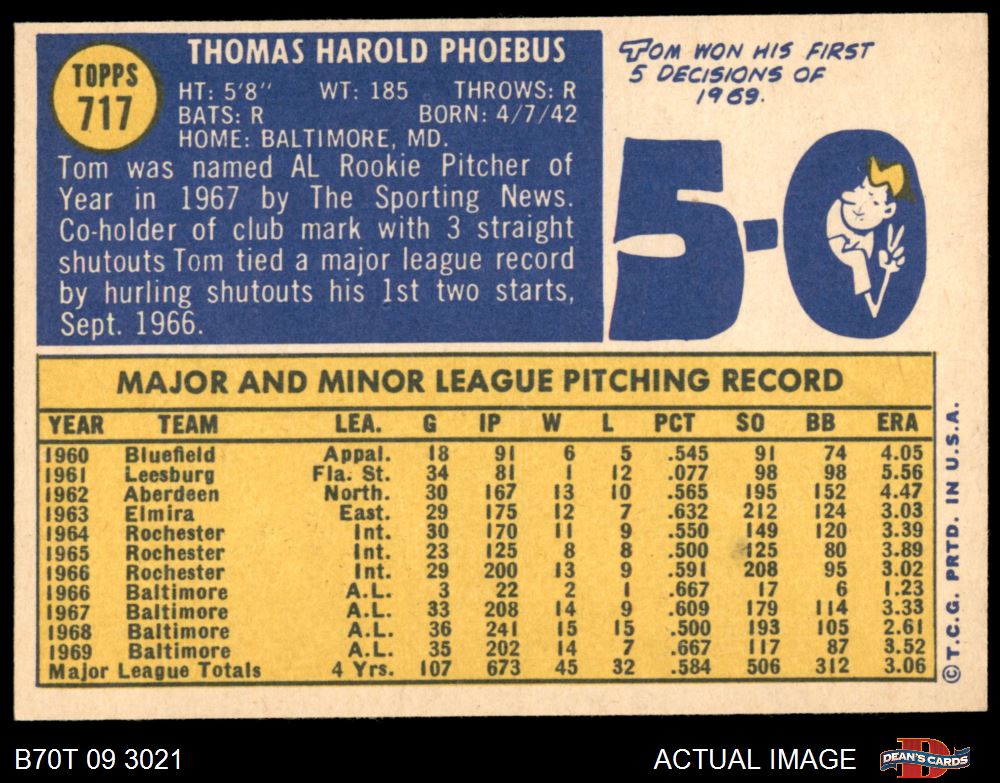 TOPPS
717
THOMAS HAROLD PHOEBUS
HT: 5'8" WT: 185 THROWS: R
BATS: R BORN: 4/7/42
HOME: BALTIMORE, MD.
Tom was named AL Rookie Pitcher of
Year in 1967 by The Sporting News.
Co-holder of club mark with 3 straight
shutouts Tom tied a major league record
by hurling shutouts his 1st two starts,
Sept. 1966.
TOM WON HIS FIRST
5 DECISIONS OF
1969.
5-0
MAJOR AND MINOR LEAGUE PITCHING RECORD
YEAR TEAM LEA. G IP W L PCT SO BB ERA
1960 Bluefield Appal. 18 91 6 5 .545 91 74 4.05
1961 Leesburg Fla. St. 34 81 1 12 .077 98 98 5.56
1962 Aberdeen North. 30 167 13 10 .565 195 152 4.47
1963 Elmira East. 29 175 12 7 .632 212 124 3.03
1964 Rochester Int. 30 170 11 9 .550 149 120 3.39
1965 Rochester Int. 23 125 8 8 .500 125 80 3.89
1966 Rochester Int. 29 200 13 9 .591 208 95 3.02
1966 Baltimore A.L. 3 22 2 1 .667 17 6 1.23
1967 Baltimore A.L. 33 208 14 9 .609 179 114 3.33
1968 Baltimore A.L. 36 241 15 15 .500 193 105 2.61
1969 Baltimore A.L. 35 202 14 7 .667 117 87 3.52
Major League Totals 4 Yrs. 107 673 45 32 .584 506 312 3.06
©T.C.G. PRTD. IN U.S.A.
B70T 09 3021
ACTUAL IMAGE
D
DEAN'S CARDS